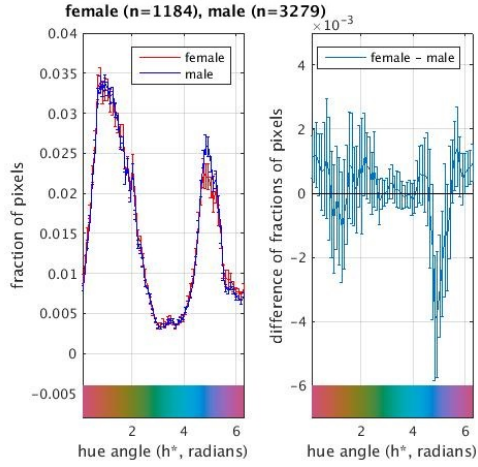 female (n=1184), male (n=3279)
0.04
0.035
0.03
0.025
0.02
0.015
0.01
0.005
0
−0.005
fraction of pixels
female
male
2
4
6
hue angle (h*, radians)
×10⁻³
4
2
0
−2
−4
−6
difference of fractions of pixels
female - male
2
4
6
hue angle (h*, radians)